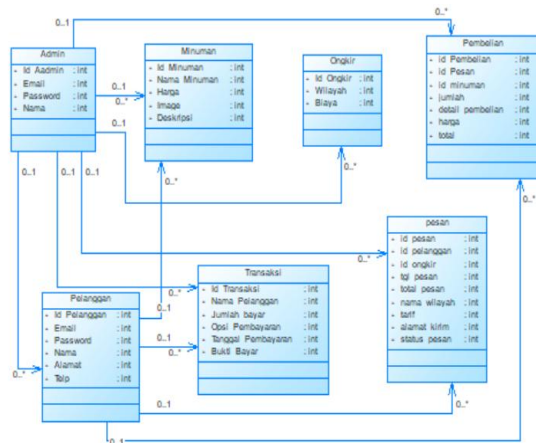 0..1
0..*
Admin
- Id Aadmin : int
- Email : int
- Password : int
- Nama : int
Minuman
- Id Minuman : int
- Nama Minuman : int
- Harga : int
- Image : int
- Deskripsi : int
Ongkir
- Id Ongkir : int
- Wilayah : int
- Biaya : int
Pembelian
- id Pembelian : int
- id Pesan : int
- id minuman : int
- jumlah : int
- detail pembelian : int
- harga : int
- total : int
0..1
0..*
0..1
0..1
0..1
0..1
0..*
0..*
0..*
pesan
- id pesan : int
- id pelanggan : int
- id ongkir : int
- tgl pesan : int
- total pesan : int
- nama wilayah : int
- tarif : int
- alamat kirim : int
- status pesan : int
0..*
Transaksi
- Id Transaksi : int
- Nama Pelanggan : int
- Jumlah bayar : int
- Opsi Pembayaran : int
- Tanggal Pembayaran : int
- Bukti Bayar : int
0..*
Pelanggan
- Id Pelanggan : int
- Email : int
- Password : int
- Nama : int
- Alamat : int
- Telp : int
0..1
0..1
0..*
0..*
0..1
0..*
0..1